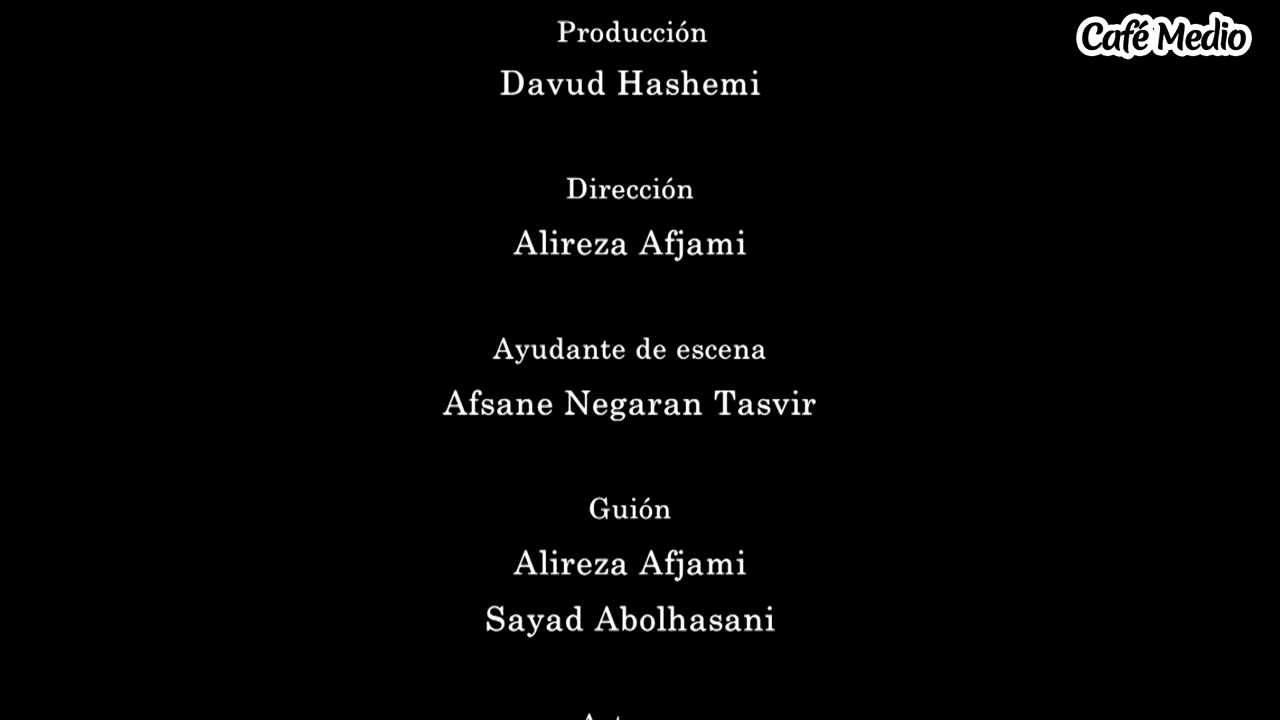 Café Medio
Producción
Davud Hashemi
Dirección
Alireza Afjami
Ayudante de escena
Afsane Negaran Tasvir
Guión
Alireza Afjami
Sayad Abolhasani